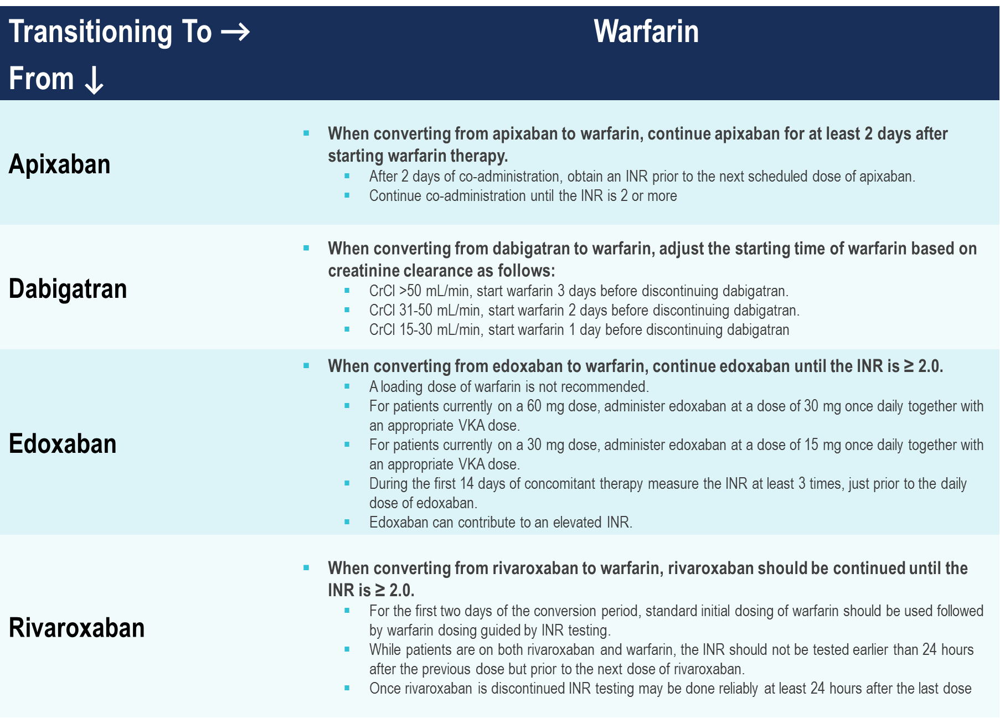 Transitioning To →
Warfarin
From ↓
Apixaban
▪ When converting from apixaban to warfarin, continue apixaban for at least 2 days after
starting warfarin therapy.
▪ After 2 days of co-administration, obtain an INR prior to the next scheduled dose of apixaban.
▪ Continue co-administration until the INR is 2 or more
Dabigatran
▪ When converting from dabigatran to warfarin, adjust the starting time of warfarin based on
creatinine clearance as follows:
▪ CrCl >50 mL/min, start warfarin 3 days before discontinuing dabigatran.
▪ CrCl 31-50 mL/min, start warfarin 2 days before discontinuing dabigatran.
▪ CrCl 15-30 mL/min, start warfarin 1 day before discontinuing dabigatran
Edoxaban
▪ When converting from edoxaban to warfarin, continue edoxaban until the INR is ≥ 2.0.
▪ A loading dose of warfarin is not recommended.
▪ For patients currently on a 60 mg dose, administer edoxaban at a dose of 30 mg once daily together with
an appropriate VKA dose.
▪ For patients currently on a 30 mg dose, administer edoxaban at a dose of 15 mg once daily together with
an appropriate VKA dose.
▪ During the first 14 days of concomitant therapy measure the INR at least 3 times, just prior to the daily
dose of edoxaban.
▪ Edoxaban can contribute to an elevated INR.
Rivaroxaban
▪ When converting from rivaroxaban to warfarin, rivaroxaban should be continued until the
INR is ≥ 2.0.
▪ For the first two days of the conversion period, standard initial dosing of warfarin should be used followed
by warfarin dosing guided by INR testing.
▪ While patients are on both rivaroxaban and warfarin, the INR should not be tested earlier than 24 hours
after the previous dose but prior to the next dose of rivaroxaban.
▪ Once rivaroxaban is discontinued INR testing may be done reliably at least 24 hours after the last dose